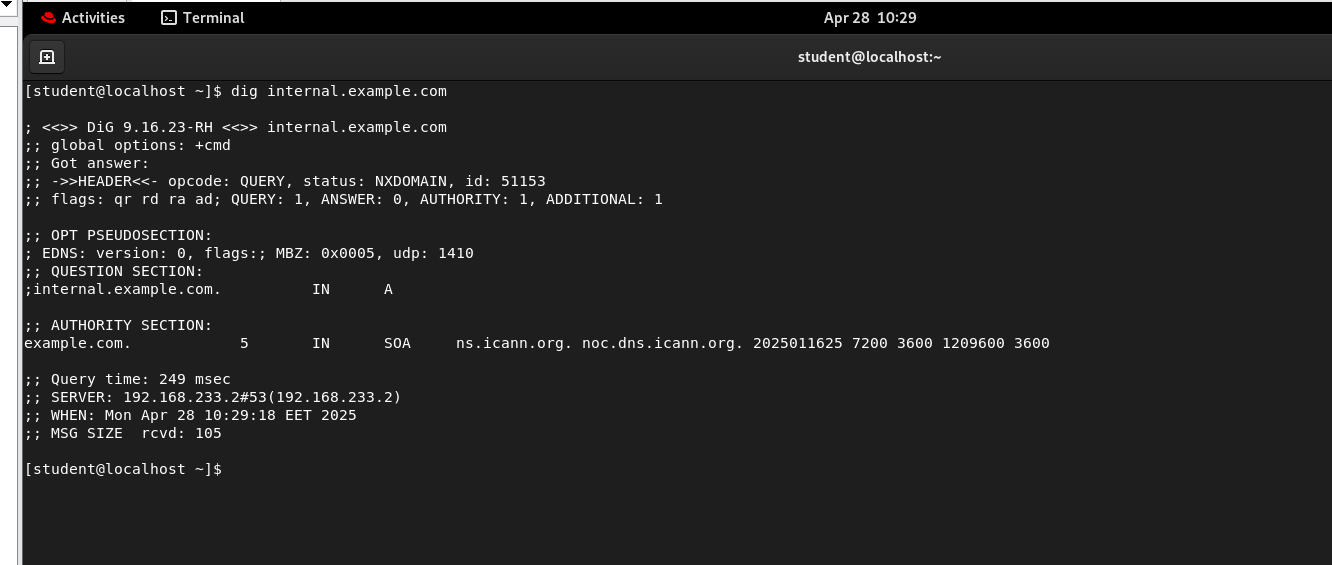 Activities Terminal Apr 28 10:29
student@localhost:~
[student@localhost ~]$ dig internal.example.com
; <<>> DiG 9.16.23-RH <<>> internal.example.com
;; global options: +cmd
;; Got answer:
;; ->>HEADER<<- opcode: QUERY, status: NXDOMAIN, id: 51153
;; flags: qr rd ra ad; QUERY: 1, ANSWER: 0, AUTHORITY: 1, ADDITIONAL: 1
;; OPT PSEUDOSECTION:
; EDNS: version: 0, flags:; MBZ: 0x0005, udp: 1410
;; QUESTION SECTION:
;internal.example.com. IN A
;; AUTHORITY SECTION:
example.com. 5 IN SOA ns.icann.org. noc.dns.icann.org. 2025011625 7200 3600 1209600 3600
;; Query time: 249 msec
;; SERVER: 192.168.233.2#53(192.168.233.2)
;; WHEN: Mon Apr 28 10:29:18 EET 2025
;; MSG SIZE  rcvd: 105
[student@localhost ~]$